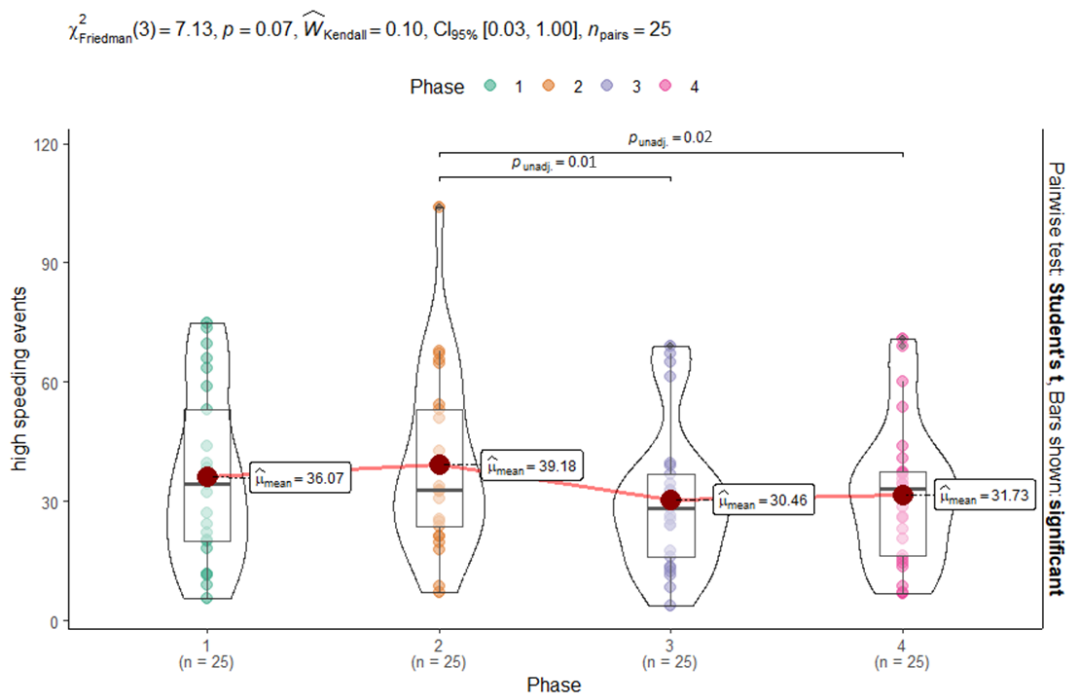 χ²Friedman(3) = 7.13, p = 0.07, ŴKendall = 0.10, CI95% [0.03, 1.00], npairs = 25
Phase 1 2 3 4
120
90
60
30
0
high speeding events
punadj. = 0.02
punadj. = 0.01
μ̂mean = 36.07
μ̂mean = 39.18
μ̂mean = 30.46
μ̂mean = 31.73
1 2 3 4
(n = 25) (n = 25) (n = 25) (n = 25)
Phase
Pairwise test: Student's t, Bars shown: significant